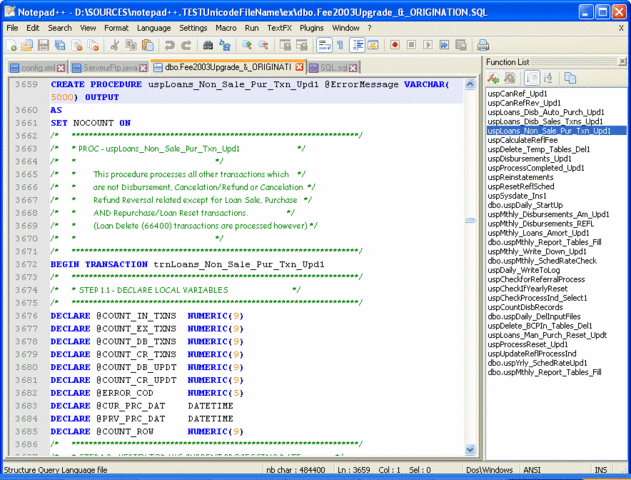 Notepad++ - D:\SOURCES\notepad++.TESTUnicodeFileName\ex\dbo.Fee2003Upgrade_&_ORIGINATION.SQL
File Edit Search View Format Language Settings Macro Run TextFX Plugins Window ?
config.xml ServeurFtp.java dbo.Fee2003Upgrade_&_ORIGINATI SQL.sql
3659 CREATE PROCEDURE uspLoans_Non_Sale_Pur_Txn_Upd1 @ErrorMessage VARCHAR(
5000) OUTPUT
3660 AS
3661 SET NOCOUNT ON
3662 /* *******************************************************************/
3663 /* * PROC - uspLoans_Non_Sale_Pur_Txn_Upd1 */
3664 /* * */
3665 /* * This procedure processes all other transactions which */
3666 /* * are not Disbursement, Cancelation/Refund or Cancelation */
3667 /* * Refund Reversal related except for Loan Sale, Purchase */
3668 /* * AND Repurchase/Loan Reset transactions. */
3669 /* * (Loan Delete (66400) transactions are processed however) */
3670 /* * */
3671 /* *******************************************************************/
3672 BEGIN TRANSACTION trnLoans_Non_Sale_Pur_Txn_Upd1
3673 /* *******************************************************************/
3674 /* * STEP 1.1 - DECLARE LOCAL VARIABLES */
3675 /* *******************************************************************/
3676 DECLARE @COUNT_IN_TXNS NUMERIC(9)
3677 DECLARE @COUNT_EX_TXNS NUMERIC(9)
3678 DECLARE @COUNT_DB_TXNS NUMERIC(9)
3679 DECLARE @COUNT_CR_TXNS NUMERIC(9)
3680 DECLARE @COUNT_DB_UPDT NUMERIC(9)
3681 DECLARE @COUNT_CR_UPDT NUMERIC(9)
3682 DECLARE @ERROR_COD NUMERIC(5)
3683 DECLARE @CUR_PRC_DAT DATETIME
3684 DECLARE @PRV_PRC_DAT DATETIME
3685 DECLARE @COUNT_ROW NUMERIC(9)
3686 /* *******************************************************************/
Function List
uspCanRef_Upd1
uspCanRefRev_Upd1
uspLoans_Disb_Auto_Purch_Upd1
uspLoans_Disb_Sales_Txns_Upd1
uspLoans_Non_Sale_Pur_Txn_Upd1
uspCalculateReflFee
uspDelete_Temp_Tables_Del1
uspDisbursements_Upd1
uspProcessCompleted_Upd1
uspReinstatements
uspResetReflSched
uspSysdate_Ins1
dbo.uspDaily_StartUp
uspMthly_Disbursements_Am_Upd1
uspMthly_Disbursements_REFL
uspMthly_Loans_Amort_Upd1
dbo.uspMthly_Report_Tables_Fill
uspMthly_Write_Down_Upd1
dbo.uspMthly_SchedRateCheck
uspDaily_WriteToLog
uspCheckforReferralProcess
uspCheckIfYearlyReset
uspCheckProcessInd_Select1
uspCountDisbRecords
dbo.uspDaily_DelInputFiles
uspDelete_BCPIn_Tables_Del1
uspLoans_Man_Purch_Reset_Updt
uspProcessReset_Upd1
uspUpdateReflProcessInd
dbo.uspYrly_SchedRateUpd1
dbo.uspMthly_Report_Tables_Fill
Structure Query Language file nb char : 484400 Ln : 3659 Col : 1 Sel : 0 Dos\Windows ANSI INS